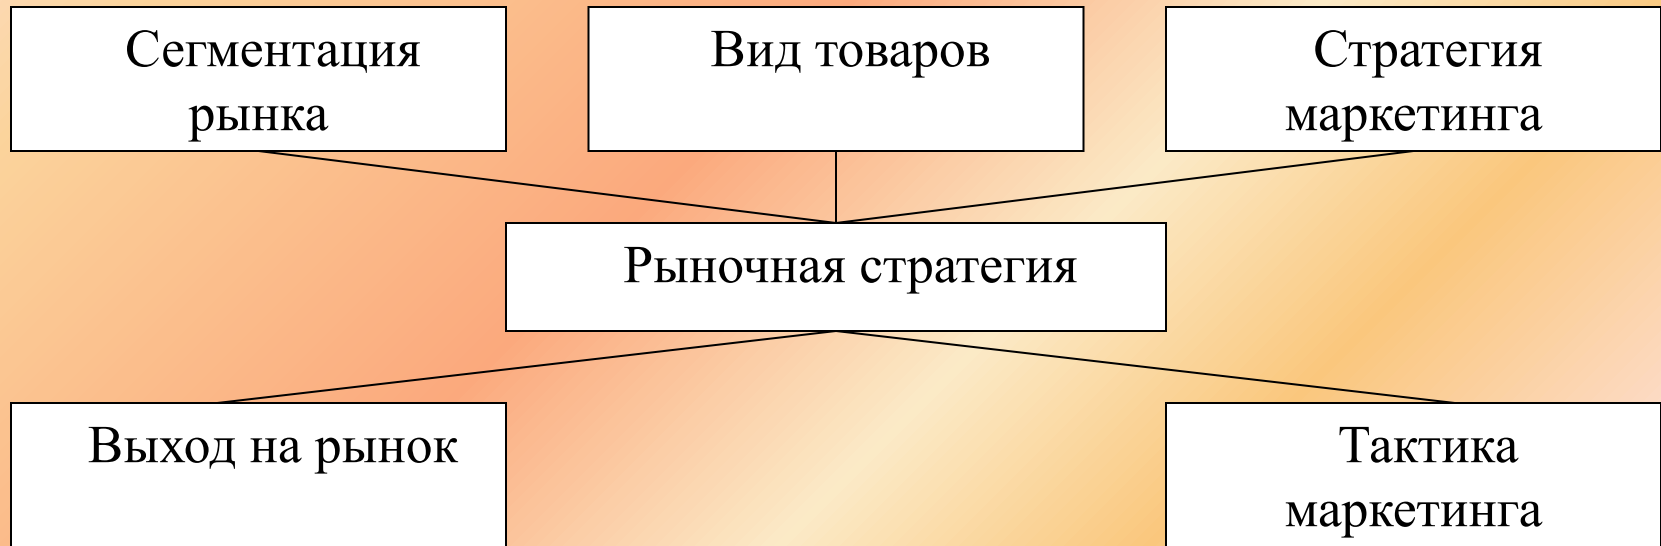 Сегментация
рынка
Вид товаров
Стратегия
маркетинга
Рыночная стратегия
Выход на рынок
Тактика
маркетинга